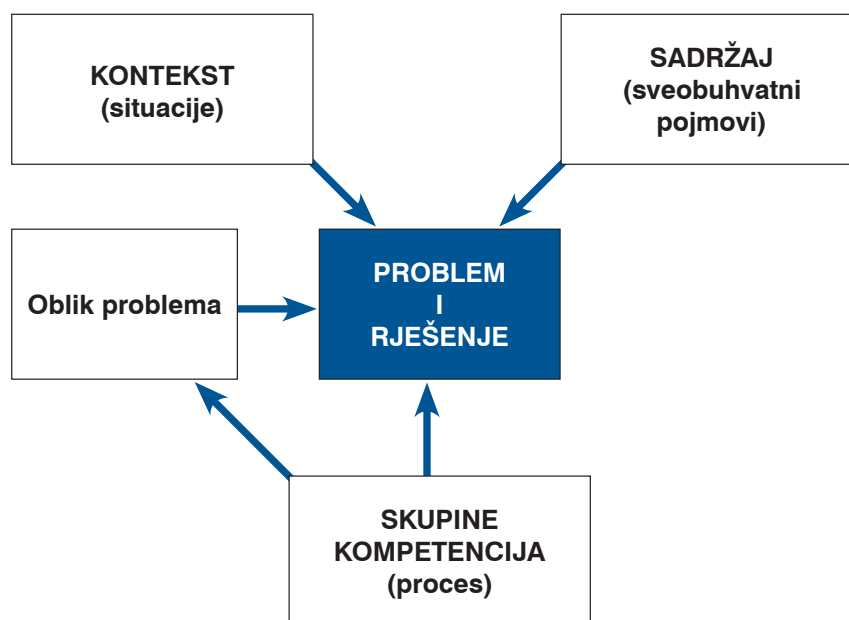 KONTEKST
(situacije)
SADRŽAJ
(sveobuhvatni
pojmovi)
Oblik problema
PROBLEM
I
RJEŠENJE
SKUPINE
KOMPETENCIJA
(proces)